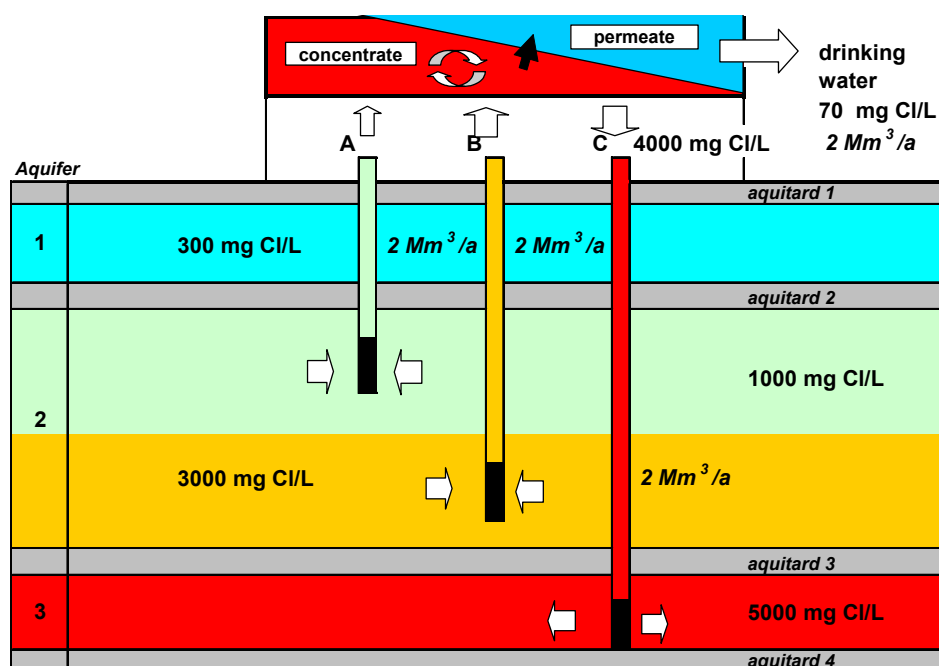 concentrate
permeate
drinking
water
70 mg Cl/L
2 Mm³/a
A
B
C
4000 mg Cl/L
Aquifer
aquitard 1
1
300 mg Cl/L
2 Mm³/a
2 Mm³/a
aquitard 2
1000 mg Cl/L
2
3000 mg Cl/L
2 Mm³/a
aquitard 3
3
5000 mg Cl/L
aquitard 4